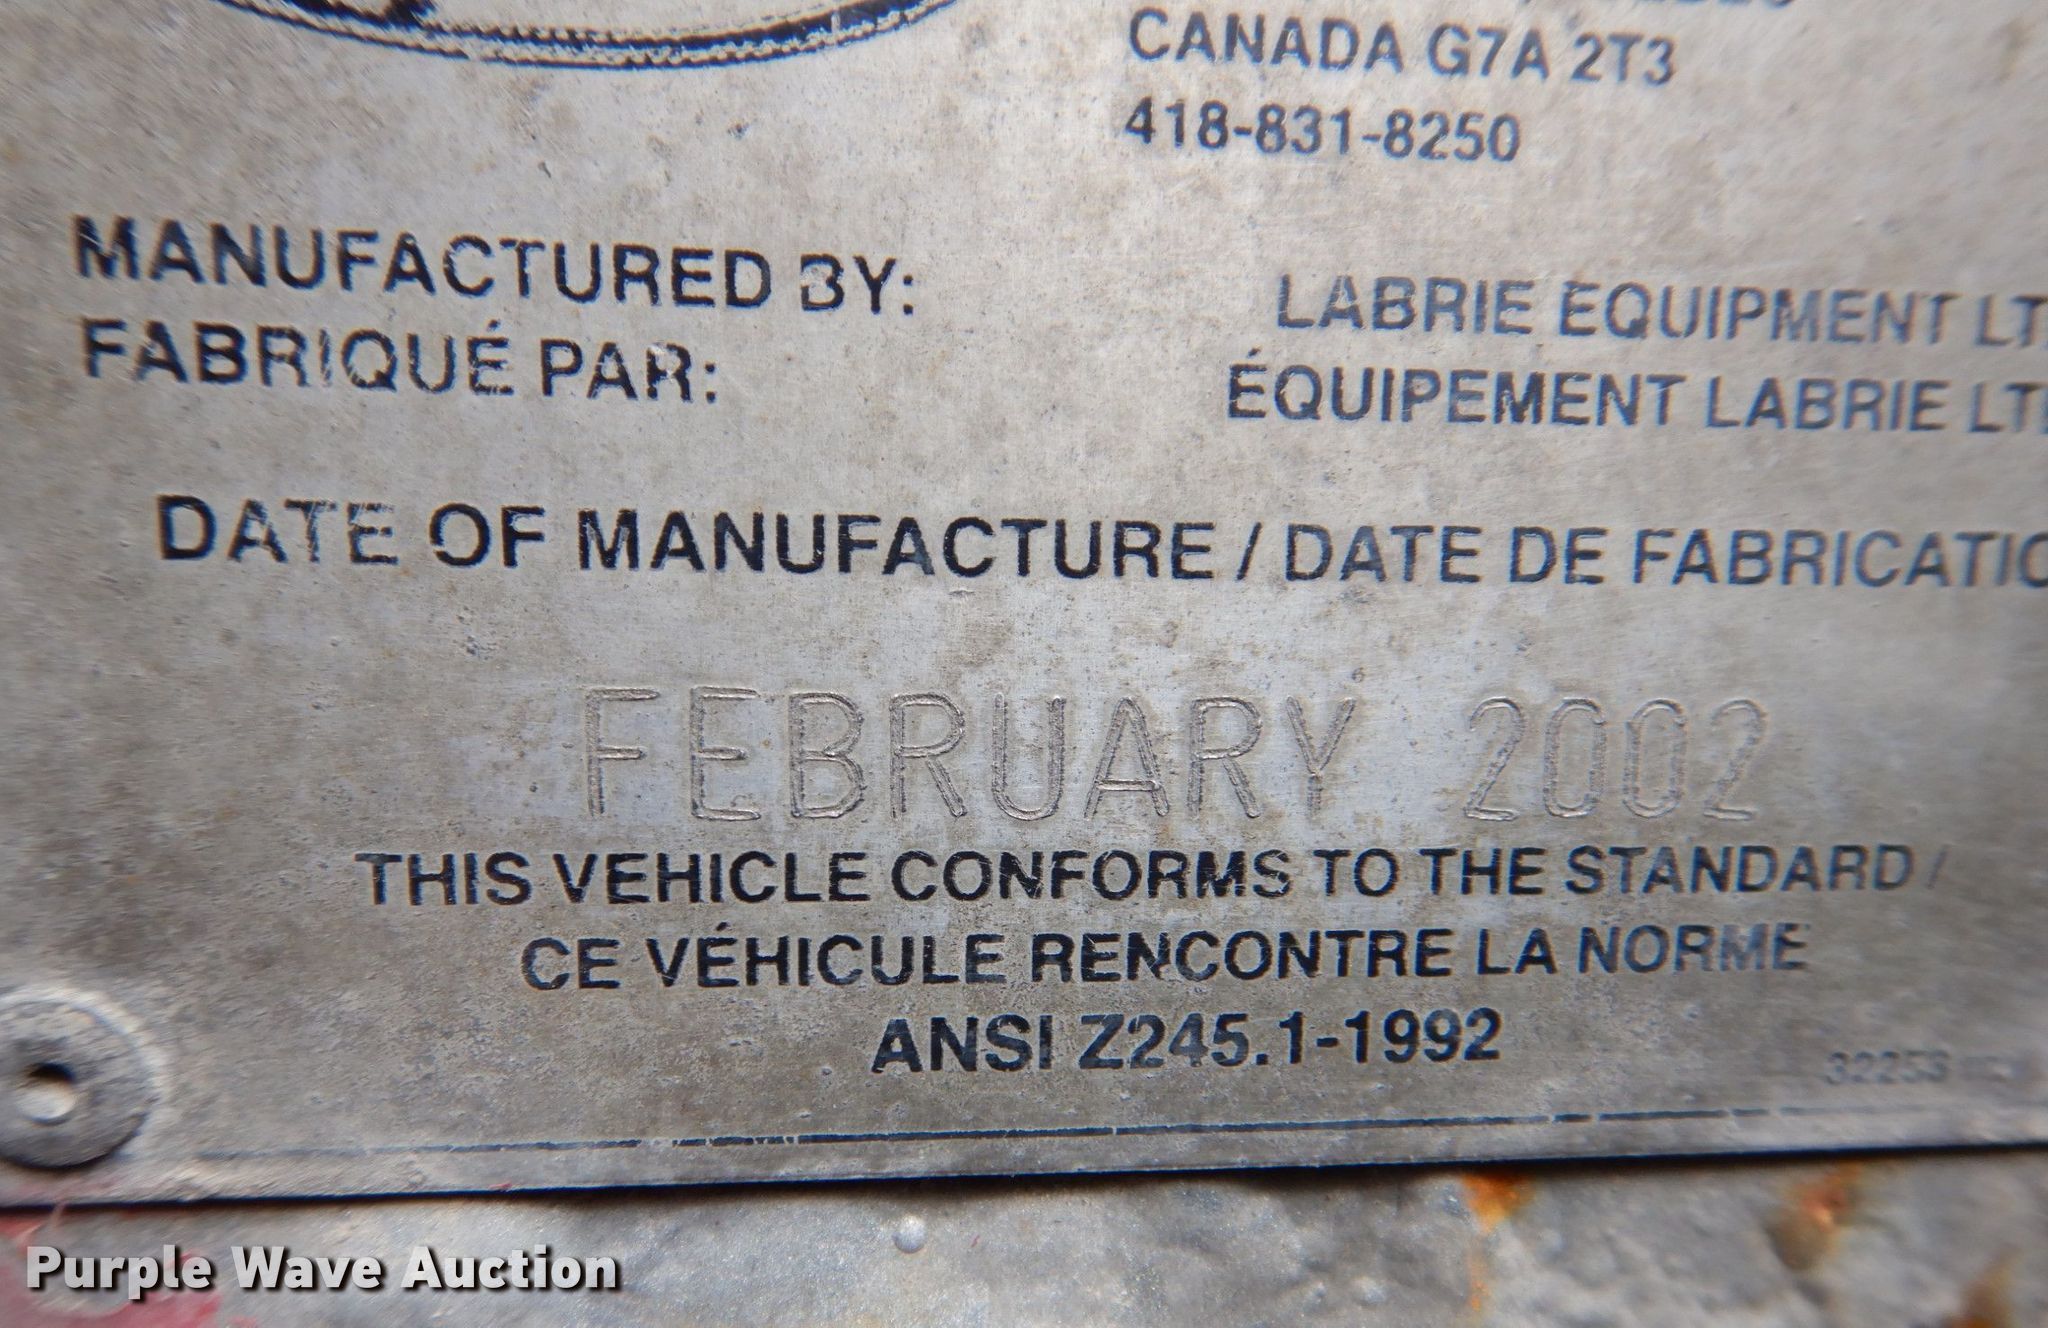 CANADA G7A 2T3
418-831-8250
MANUFACTURED BY:
LABRIE EQUIPMENT
FABRIQUÉ PAR:
ÉQUIPEMENT LABRIE
DATE OF MANUFACTURE / DATE DE FABRICATIO
FEBRUARY 2002
THIS VEHICLE CONFORMS TO THE STANDARD /
CE VÉHICULE RENCONTRE LA NORME
ANSI Z245.1-1992
Purple Wave Auction